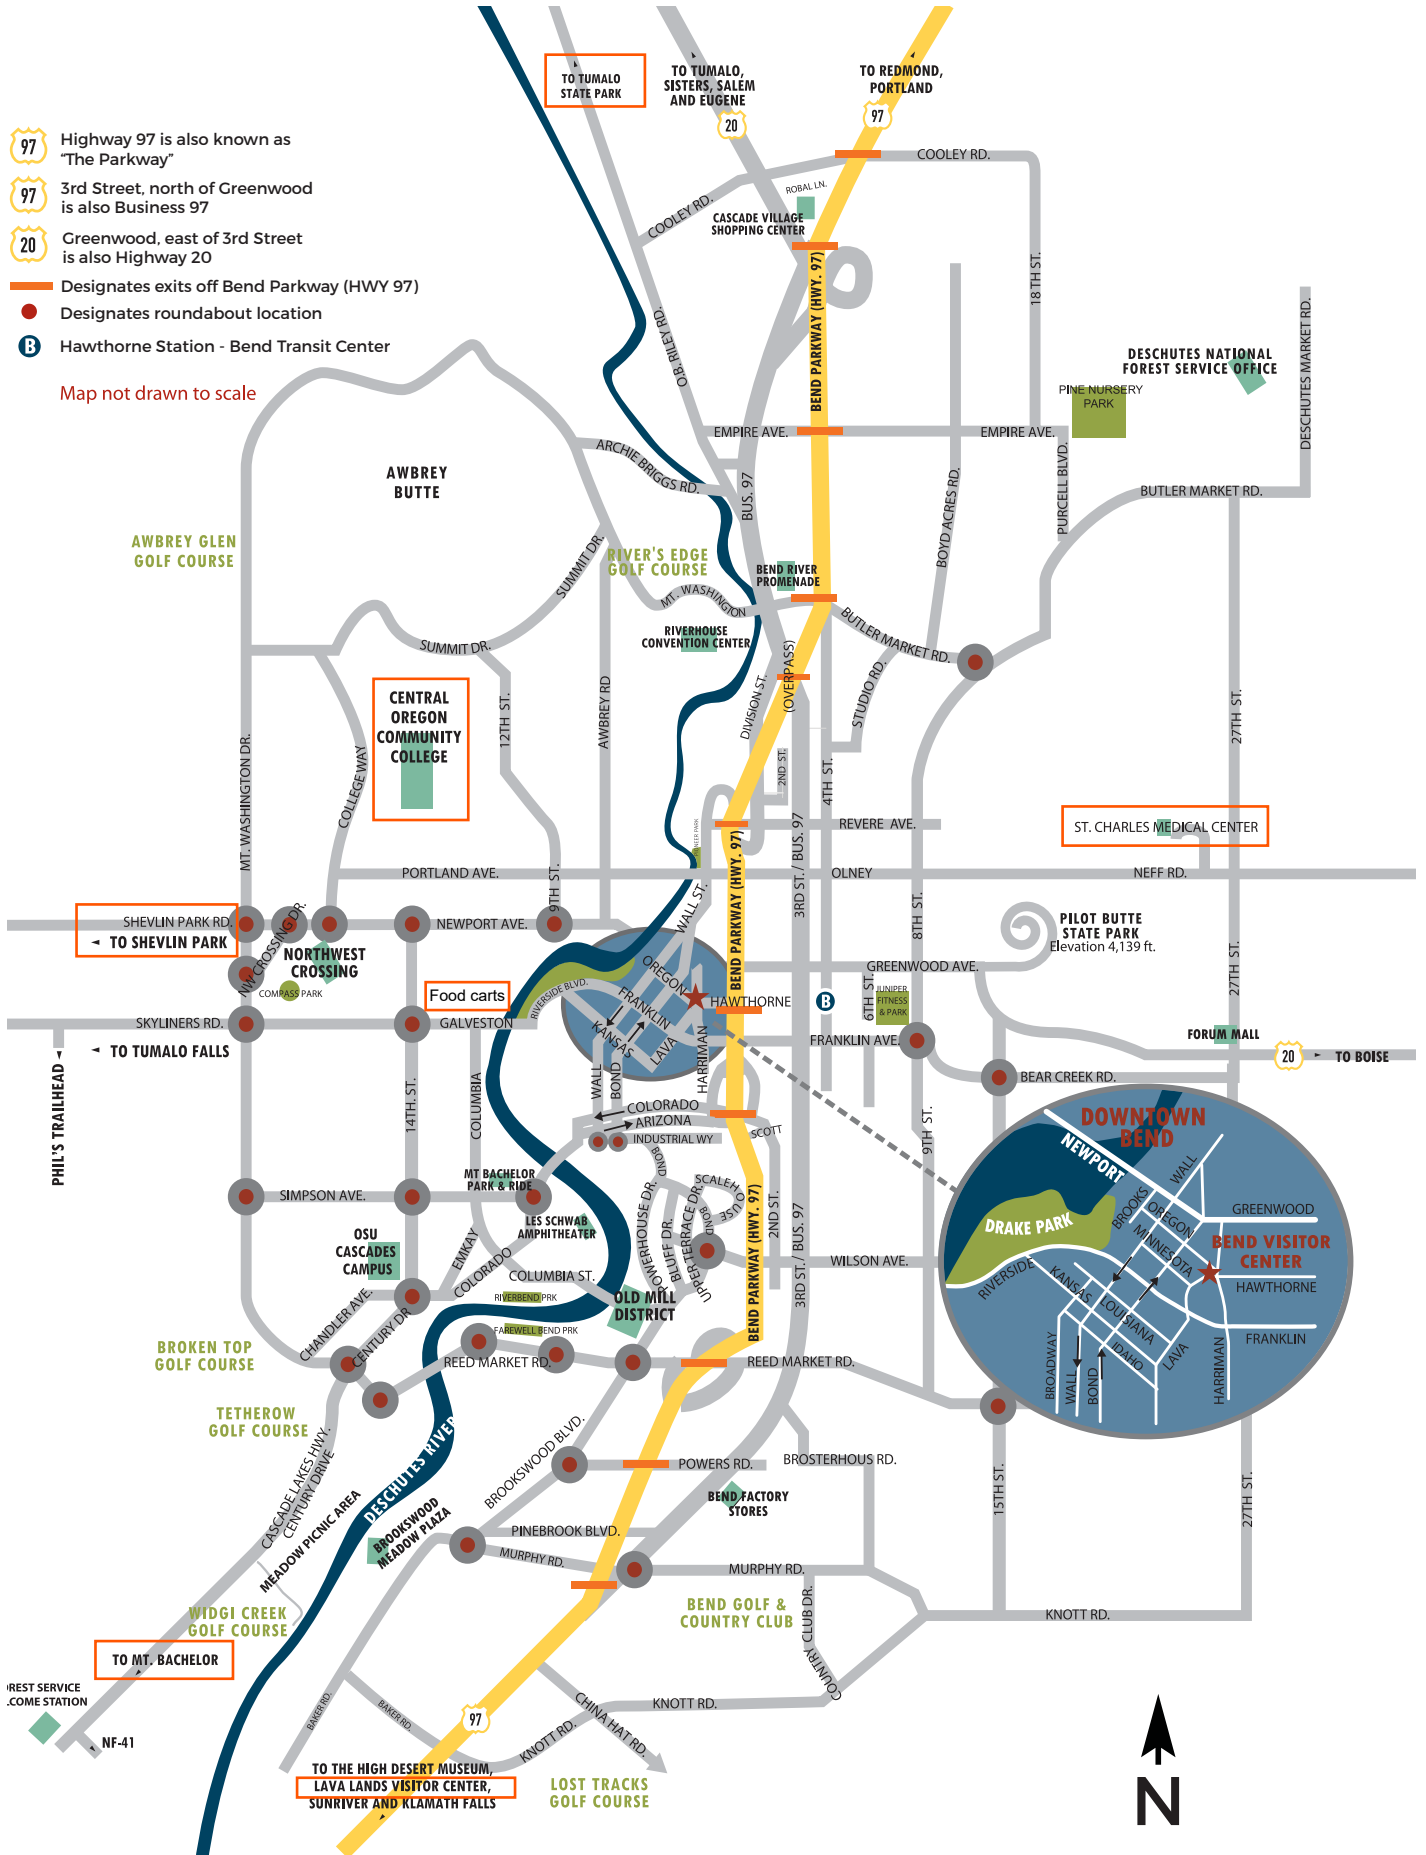 TO TUMALO
STATE PARK
TO TUMALO,
SISTERS, SALEM
AND EUGENE
TO REDMOND,
PORTLAND
20
97
97
Highway 97 is also known as
“The Parkway”
97
3rd Street, north of Greenwood
is also Business 97
20
Greenwood, east of 3rd Street
is also Highway 20
Designates exits off Bend Parkway (HWY 97)
Designates roundabout location
B
Hawthorne Station - Bend Transit Center
Map not drawn to scale
COOLEY RD.
COOLEY RD.
ROBAL LN.
CASCADE VILLAGE
SHOPPING CENTER
BEND PARKWAY (HWY. 97)
18TH ST.
O.B. RILEY RD.
DESCHUTES NATIONAL
FOREST SERVICE OFFICE
DESCHUTES MARKET RD.
PINE NURSERY
PARK
EMPIRE AVE.
EMPIRE AVE.
ARCHIE BRIGGS RD.
BUS. 97
BOYD ACRES RD.
PURCELL BLVD.
BUTLER MARKET RD.
AWBREY
BUTTE
AWBREY GLEN
GOLF COURSE
SUMMIT DR.
RIVER'S EDGE
GOLF COURSE
BEND RIVER
PROMENADE
MT. WASHINGTON
BUTLER MARKET RD.
RIVERHOUSE
CONVENTION CENTER
SUMMIT DR.
(OVERPASS)
DIVISION ST.
STUDIO RD.
CENTRAL
OREGON
COMMUNITY
COLLEGE
12TH ST.
AWBREY RD
27TH ST.
MT. WASHINGTON DR.
COLLEGE WAY
2ND ST.
4TH ST.
REVERE AVE.
ST. CHARLES MEDICAL CENTER
3RD ST. / BUS. 97
BEND PARKWAY (HWY. 97)
PORTLAND AVE.
OLNEY
NEFF RD.
9TH ST.
WALL ST.
8TH ST.
SHEVLIN PARK RD.
TO SHEVLIN PARK
NEWPORT AVE.
NW CROSSING DR.
NORTHWEST
CROSSING
COMPASS PARK
PILOT BUTTE
STATE PARK
Elevation 4,139 ft.
GREENWOOD AVE.
27TH ST.
Food carts
RIVERSIDE BLVD.
OREGON
FRANKLIN
KANSAS
LAVA
HARRIMAN
HAWTHORNE
B
6TH ST.
JUNIPER
FITNESS
& PARK
SKYLINERS RD.
GALVESTON
TO TUMALO FALLS
FRANKLIN AVE.
FORUM MALL
20
TO BOISE
BEAR CREEK RD.
PHIL'S TRAILHEAD
14TH. ST.
COLUMBIA
WALL
BOND
COLORADO
ARIZONA
INDUSTRIAL WY
SCOTT
9TH ST.
BOND
MT BACHELOR
PARK & RIDE
SIMPSON AVE.
LES SCHWAB
AMPHITHEATER
SCALEHOUSE
BOND
POWERHOUSE DR.
BLUFF DR.
UPPER TERRACE DR.
BEND PARKWAY (HWY. 97)
2ND ST.
3RD ST. / BUS. 97
WILSON AVE.
OSU
CASCADES
CAMPUS
EMKAY
COLORADO
COLUMBIA ST.
RIVERBEND PRK
OLD MILL
DISTRICT
CHANDLER AVE.
CENTURY DR
FAREWELL BEND PRK
REED MARKET RD.
REED MARKET RD.
BROKEN TOP
GOLF COURSE
TETHEROW
GOLF COURSE
DOWNTOWN
BEND
NEWPORT
WALL
BROOKS
OREGON
MINNESOTA
GREENWOOD
DRAKE PARK
BEND VISITOR
CENTER
RIVERSIDE
KANSAS
LOUISIANA
HAWTHORNE
FRANKLIN
IDAHO
LAVA
HARRIMAN
BROADWAY
WALL
BOND
CASCADE LAKES HWY.
CENTURY DRIVE
DESCHUTES RIVER
BROOKSWOOD BLVD.
POWERS RD.
BROSTERHOUS RD.
BEND FACTORY
STORES
15TH ST.
27TH ST.
MEADOW PICNIC AREA
BROOKSWOOD
MEADOW PLAZA
PINEBROOK BLVD.
MURPHY RD.
MURPHY RD.
WIDGI CREEK
GOLF COURSE
BEND GOLF &
COUNTRY CLUB
COUNTRY CLUB DR.
KNOTT RD.
TO MT. BACHELOR
REST SERVICE
LCOME STATION
NF-41
BAKER RD.
BAKER RD.
97
KNOTT RD.
CHINA HAT RD.
KNOTT RD.
TO THE HIGH DESERT MUSEUM,
LAVA LANDS VISITOR CENTER,
SUNRIVER AND KLAMATH FALLS
LOST TRACKS
GOLF COURSE
N